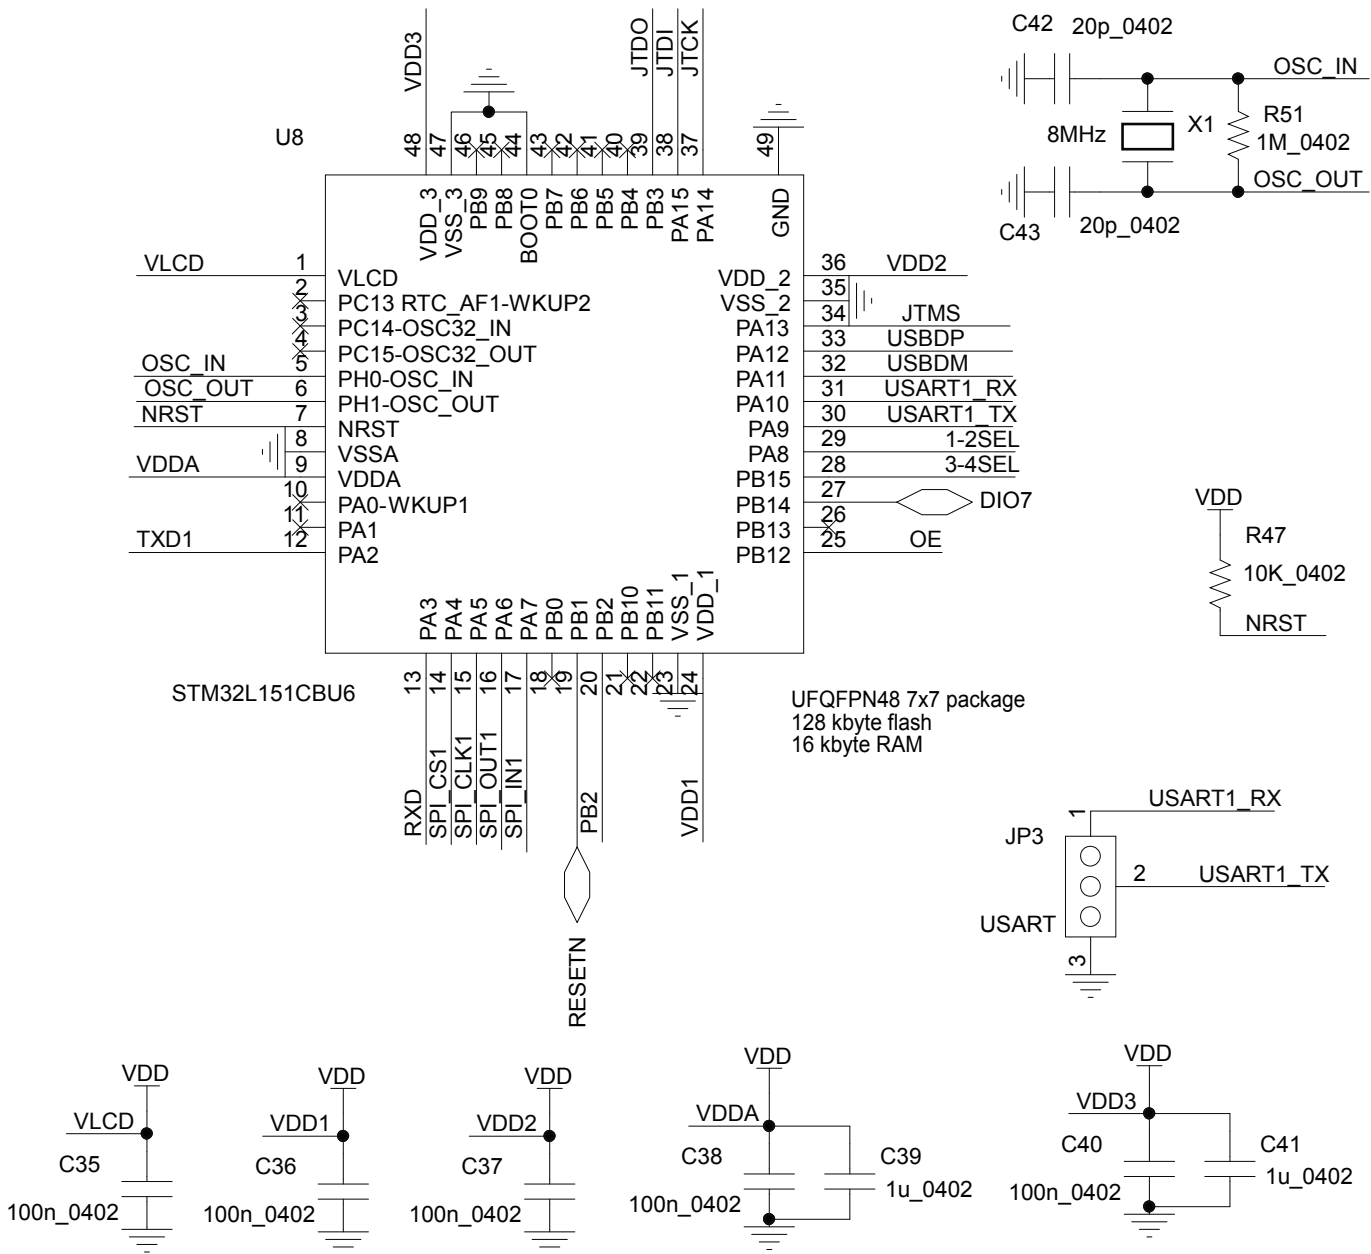 U8
VDD3
JTDO
JTDI
JTCK
48
47
46
45
44
43
42
41
40
39
38
37
49
VDD_3
VSS_3
PB9
PB8
BOOT0
PB7
PB6
PB5
PB4
PB3
PA15
PA14
GND
C42 20p_0402
OSC_IN
8MHz
X1
R51
1M_0402
OSC_OUT
C43
20p_0402
VLCD 1 VLCD
2 PC13 RTC_AF1-WKUP2
3 PC14-OSC32_IN
4 PC15-OSC32_OUT
OSC_IN 5 PH0-OSC_IN
OSC_OUT 6 PH1-OSC_OUT
NRST 7 NRST
8 VSSA
VDDA 9 VDDA
10 PA0-WKUP1
11 PA1
TXD1 12 PA2
VDD_2 36 VDD2
VSS_2 35
PA13 34 JTMS
PA12 33 USBDP
PA11 32 USBDM
PA10 31 USART1_RX
PA9 30 USART1_TX
PA8 29 1-2SEL
PB15 28 3-4SEL
PB14 27 DIO7
PB13 26
PB12 25 OE
PA3
PA4
PA5
PA6
PA7
PB0
PB1
PB2
PB10
PB11
VSS_1
VDD_1
13
14
15
16
17
18
19
20
21
22
23
24
RXD
SPI_CS1
SPI_CLK1
SPI_OUT1
SPI_IN1
RESETN
PB2
VDD1
STM32L151CBU6
UFQFPN48 7x7 package
128 kbyte flash
16 kbyte RAM
VDD
R47
10K_0402
NRST
1
USART1_RX
JP3
2
USART1_TX
USART
3
VDD
VLCD
C35
100n_0402
VDD
VDD1
C36
100n_0402
VDD
VDD2
C37
100n_0402
VDD
VDDA
C38
100n_0402
C39
1u_0402
VDD
VDD3
C40
100n_0402
C41
1u_0402